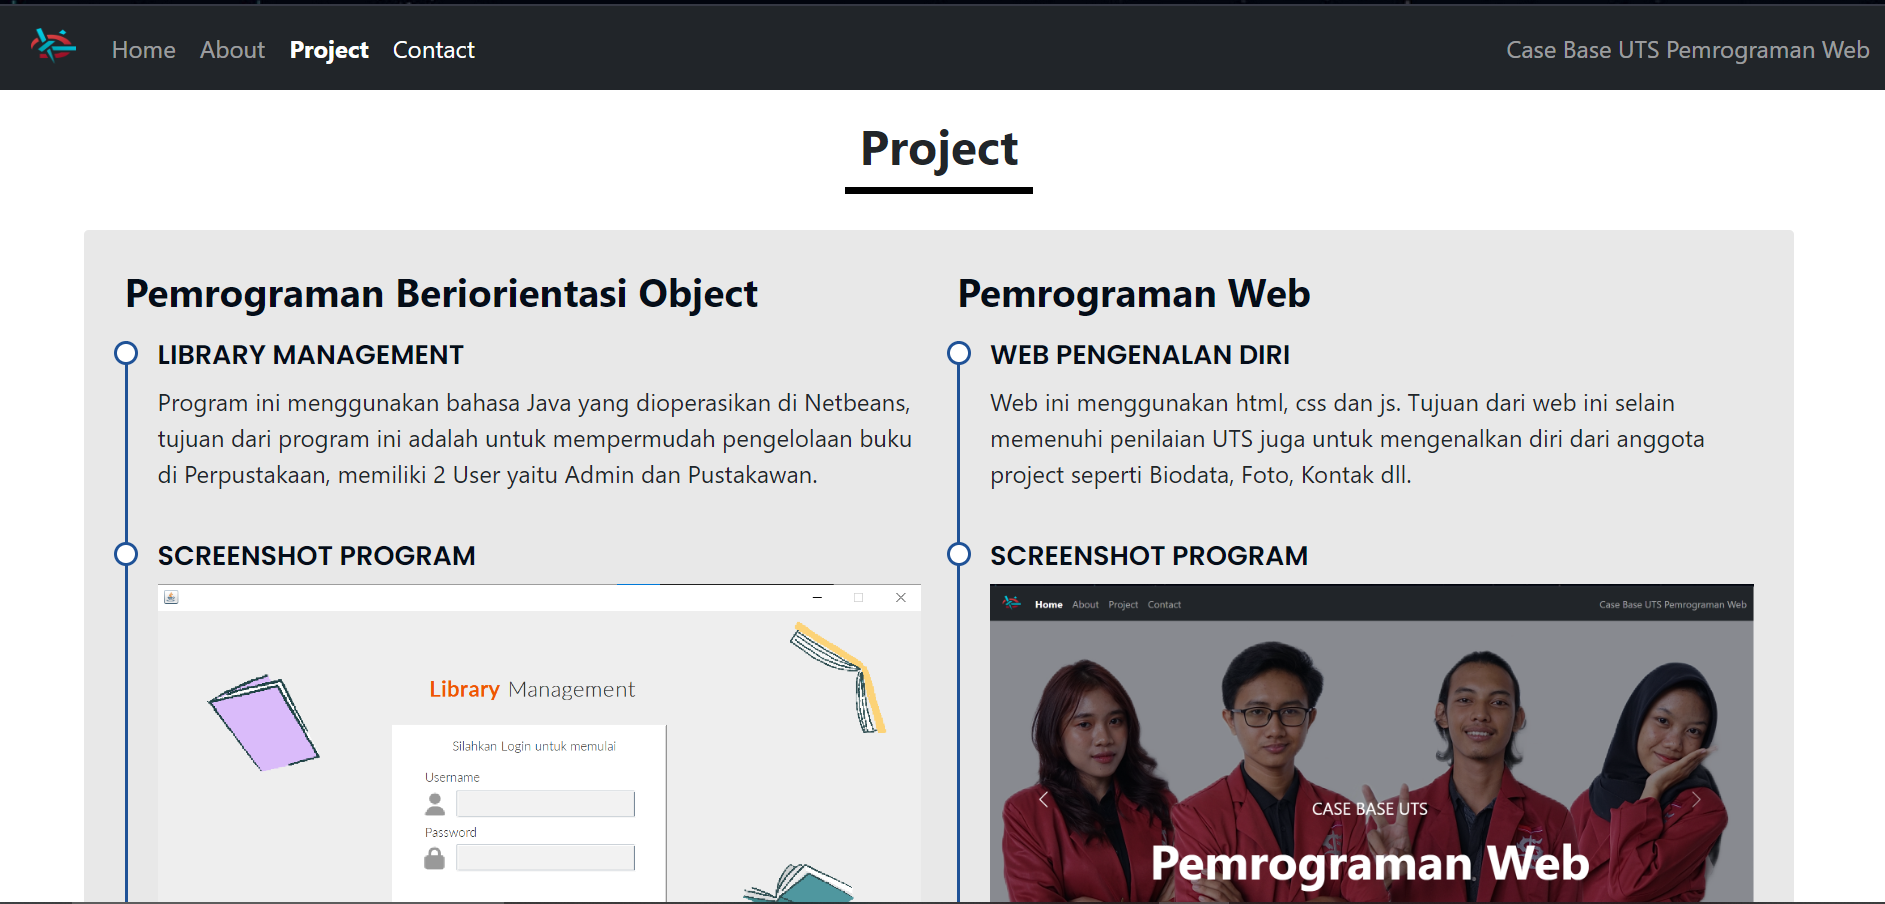 Home About Project Contact
Case Base UTS Pemrograman Web
Project
Pemrograman Beriorientasi Object
LIBRARY MANAGEMENT
Program ini menggunakan bahasa Java yang dioperasikan di Netbeans,
tujuan dari program ini adalah untuk mempermudah pengelolaan buku
di Perpustakaan, memiliki 2 User yaitu Admin dan Pustakawan.
SCREENSHOT PROGRAM
Library Management
Silahkan Login untuk memulai
Username
Password
Pemrograman Web
WEB PENGENALAN DIRI
Web ini menggunakan html, css dan js. Tujuan dari web ini selain
memenuhi penilaian UTS juga untuk mengenalkan diri dari anggota
project seperti Biodata, Foto, Kontak dll.
SCREENSHOT PROGRAM
Home About Project Contact
Case Base UTS Pemrograman Web
CASE BASE UTS
Pemrograman Web